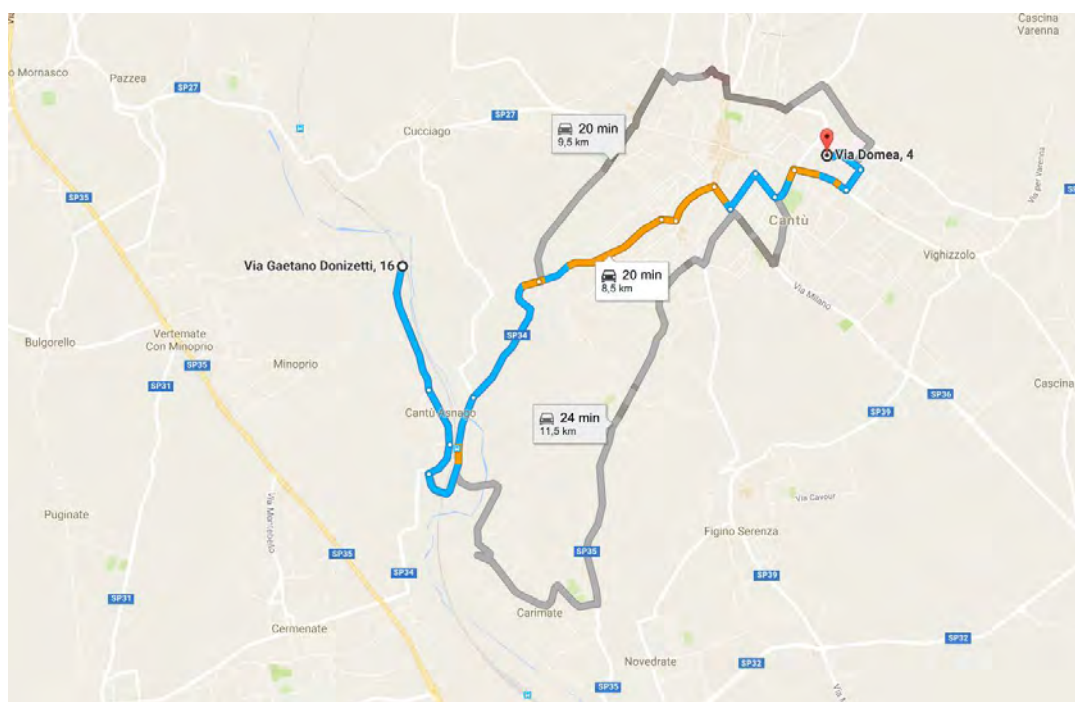 Cascina
Varenna
o Mornasco
Pazzea
SP27
SP27
Cucciago
20 min
9,5 km
Via Domea, 4
Via per Varenna
SP35
Cantù
Vighizzolo
Via Gaetano Donizetti, 16
20 min
8,5 km
Via Milano
SP34
Bulgorello
Vertemate
Con Minoprio
SP35
Minoprio
SP31
Cascina
SP36
SP39
Cantù Asnago
24 min
11,5 km
Via Cavour
Puginate
Figino Serenza
SP35
SP35
SP34
SP39
SP31
Carimate
Cermenate
SP32
Novedrate
SP32
SP35